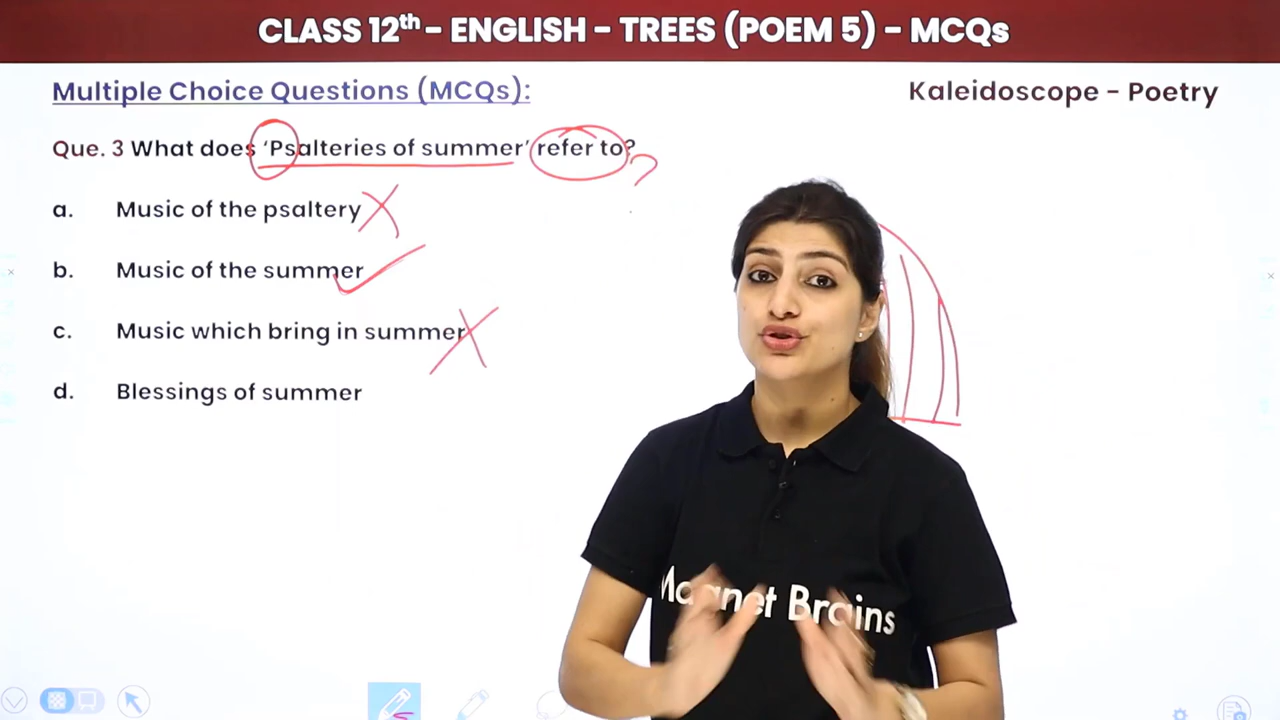 CLASS 12th - ENGLISH - TREES (POEM 5) - MCQs
Multiple Choice Questions (MCQs):
Kaleidoscope - Poetry
Que. 3 What does 'Psalteries of summer' refer to?
?
a. Music of the psaltery
b. Music of the summer
c. Music which bring in summer
d. Blessings of summer
Magnet Brains